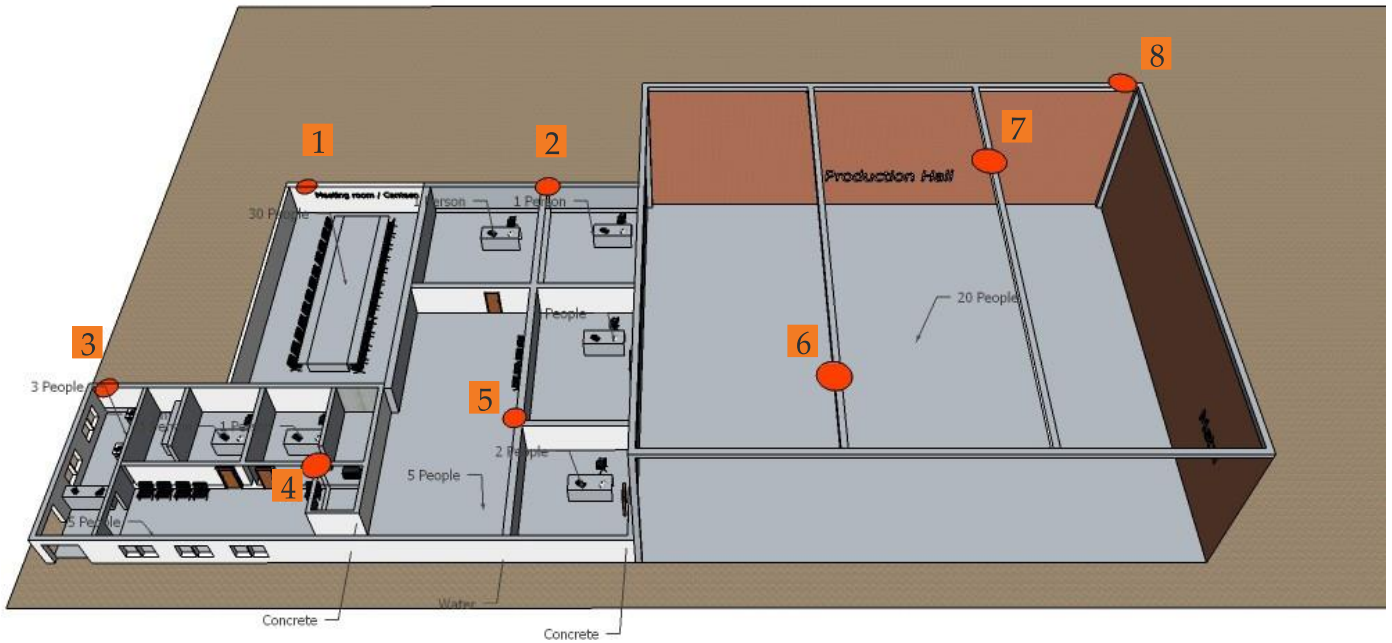 8
7
1
2
Production Hall
Meeting room / Canteen
30 People
1 Person
1 Person
20 People
People
6
3
3 People
5
2 People
4
5 People
5 People
Water
Concrete
Concrete